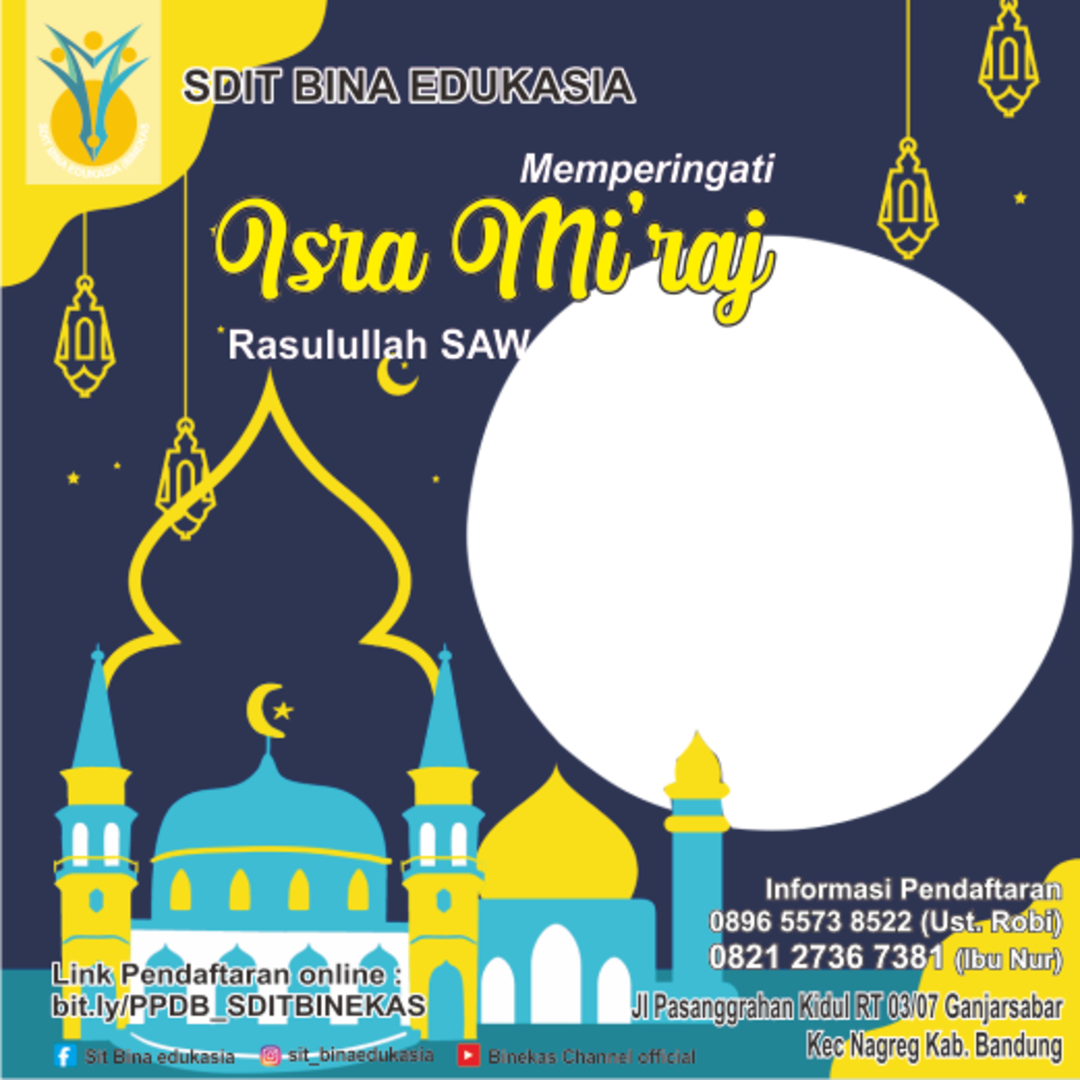 SDIT BINA EDUKASIA
Memperingati
Isra Mi'raj
Rasulullah SAW
Informasi Pendaftaran
0896 5573 8522 (Ust. Robi)
0821 2736 7381 (Ibu Nur)
Link Pendaftaran online :
bit.ly/PPDB_SDITBINEKAS
Jl Pasanggrahan Kidul RT 03/07 Ganjarsabar
Kec Nagreg Kab. Bandung
Sit Bina edukasia
sit_binaedukasia
Binekas Channel official